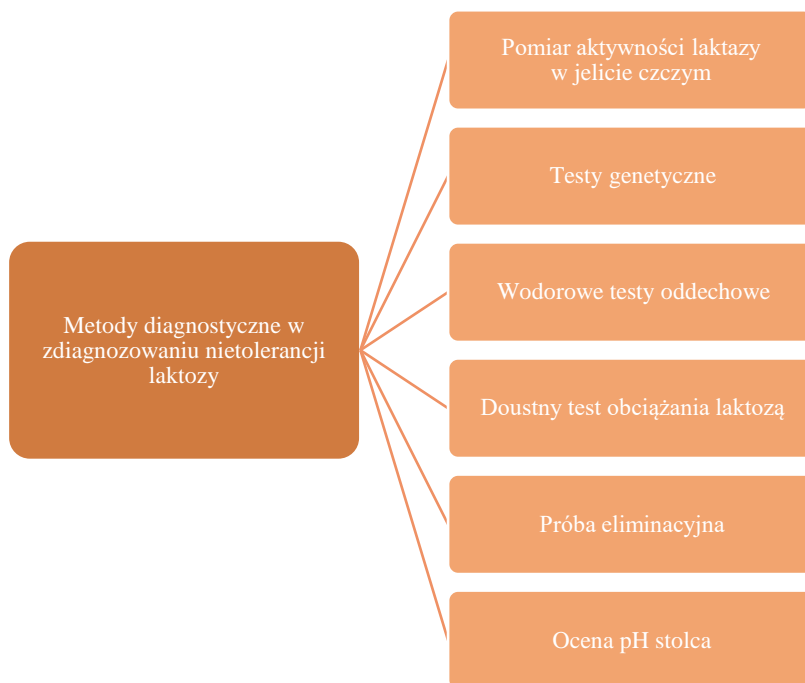 Metody diagnostyczne w
zdiagnozowaniu nietolerancji
laktozy
Pomiar aktywności laktazy
w jelicie czczym
Testy genetyczne
Wodorowe testy oddechowe
Doustny test obciążania laktozą
Próba eliminacyjna
Ocena pH stolca